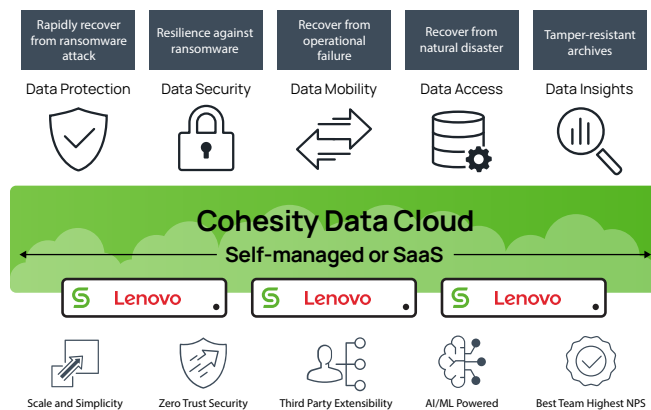 Rapidly recover
from ransomware
attack
Resilience against
ransomware
Recover from
operational
failure
Recover from
natural disaster
Tamper-resistant
archives
Data Protection
Data Security
Data Mobility
Data Access
Data Insights
Cohesity Data Cloud
Self-managed or SaaS
Lenovo
Lenovo
Lenovo
Scale and Simplicity
Zero Trust Security
Third Party Extensibility
AI/ML Powered
Best Team Highest NPS